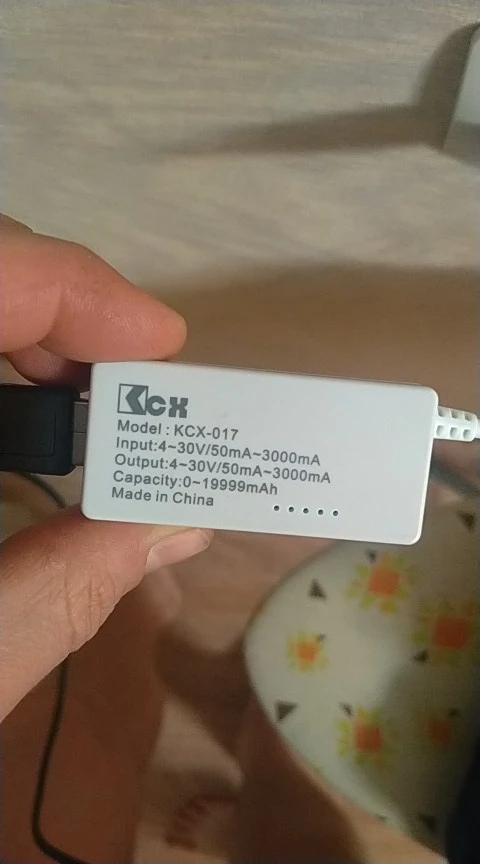 Kcx
Model : KCX-017
Input:4~30V/50mA~3000mA
Output:4~30V/50mA~3000mA
Capacity:0~19999mAh
Made in China